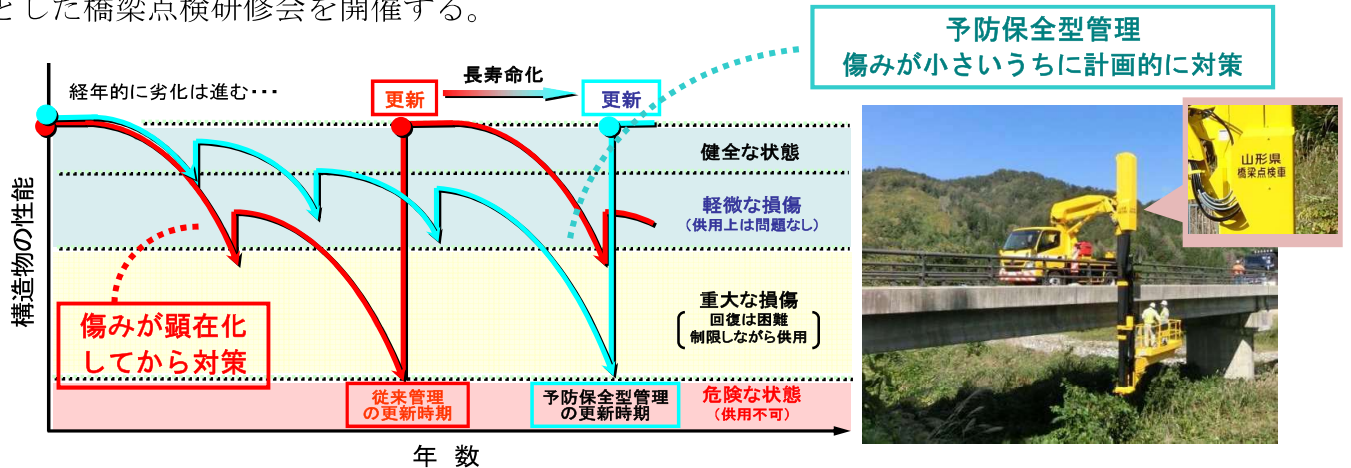 とした橋梁点検研修会を開催する。
予防保全型管理
傷みが小さいうちに計画的に対策
長寿命化
経年的に劣化は進む･･･
更新
更新
山形県
橋梁点検車
健全な状態
軽微な損傷
（供用上は問題なし）
構造物の性能
重大な損傷
回復は困難
制限しながら供用
傷みが顕在化
してから対策
従来管理
の更新時期
予防保全型管理
の更新時期
危険な状態
（供用不可）
年 数